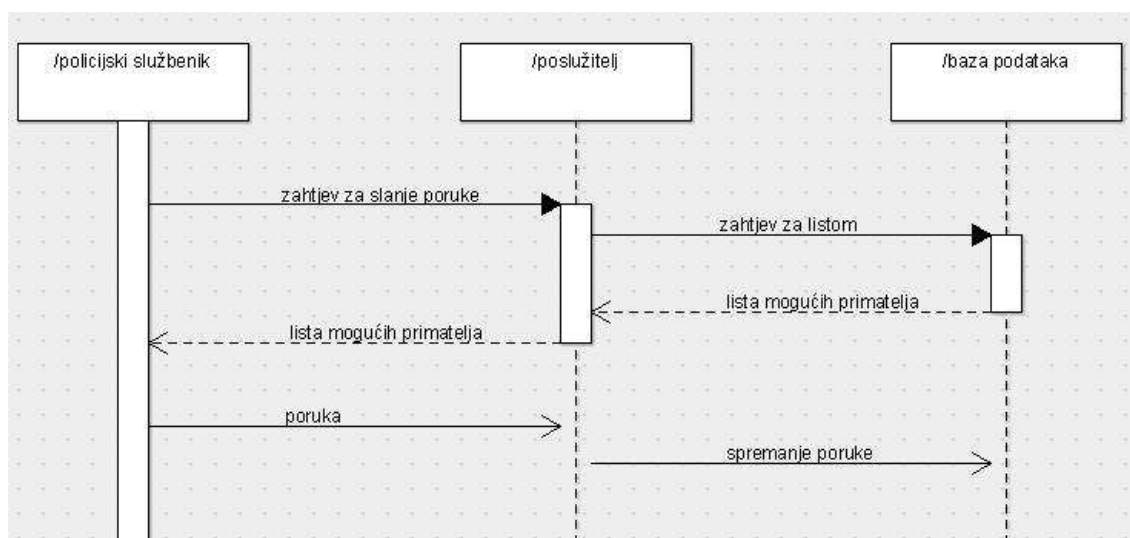 /policijski službenik
/poslužitelj
/baza podataka
zahtjev za slanje poruke
zahtjev za listom
lista mogućih primatelja
lista mogućih primatelja
poruka
spremanje poruke